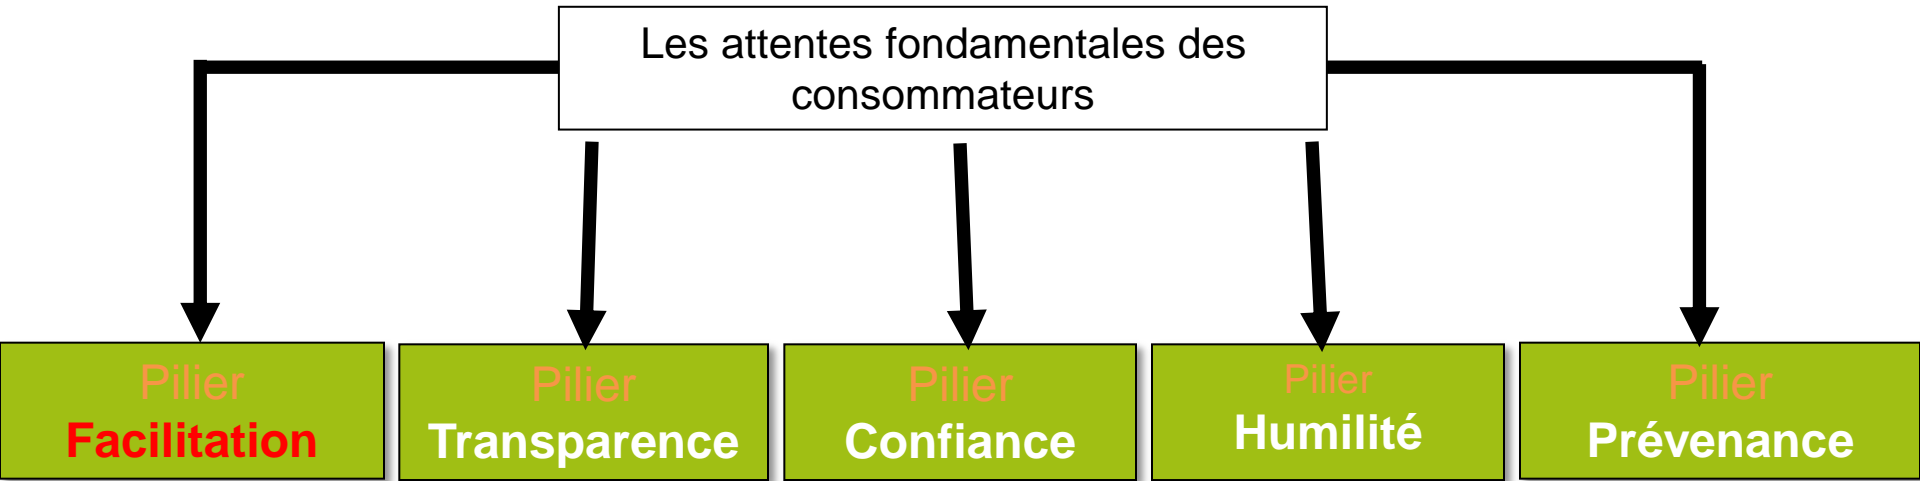 Les attentes fondamentales des
consommateurs
Pilier
Facilitation
Pilier
Transparence
Pilier
Confiance
Pilier
Humilité
Pilier
Prévenance